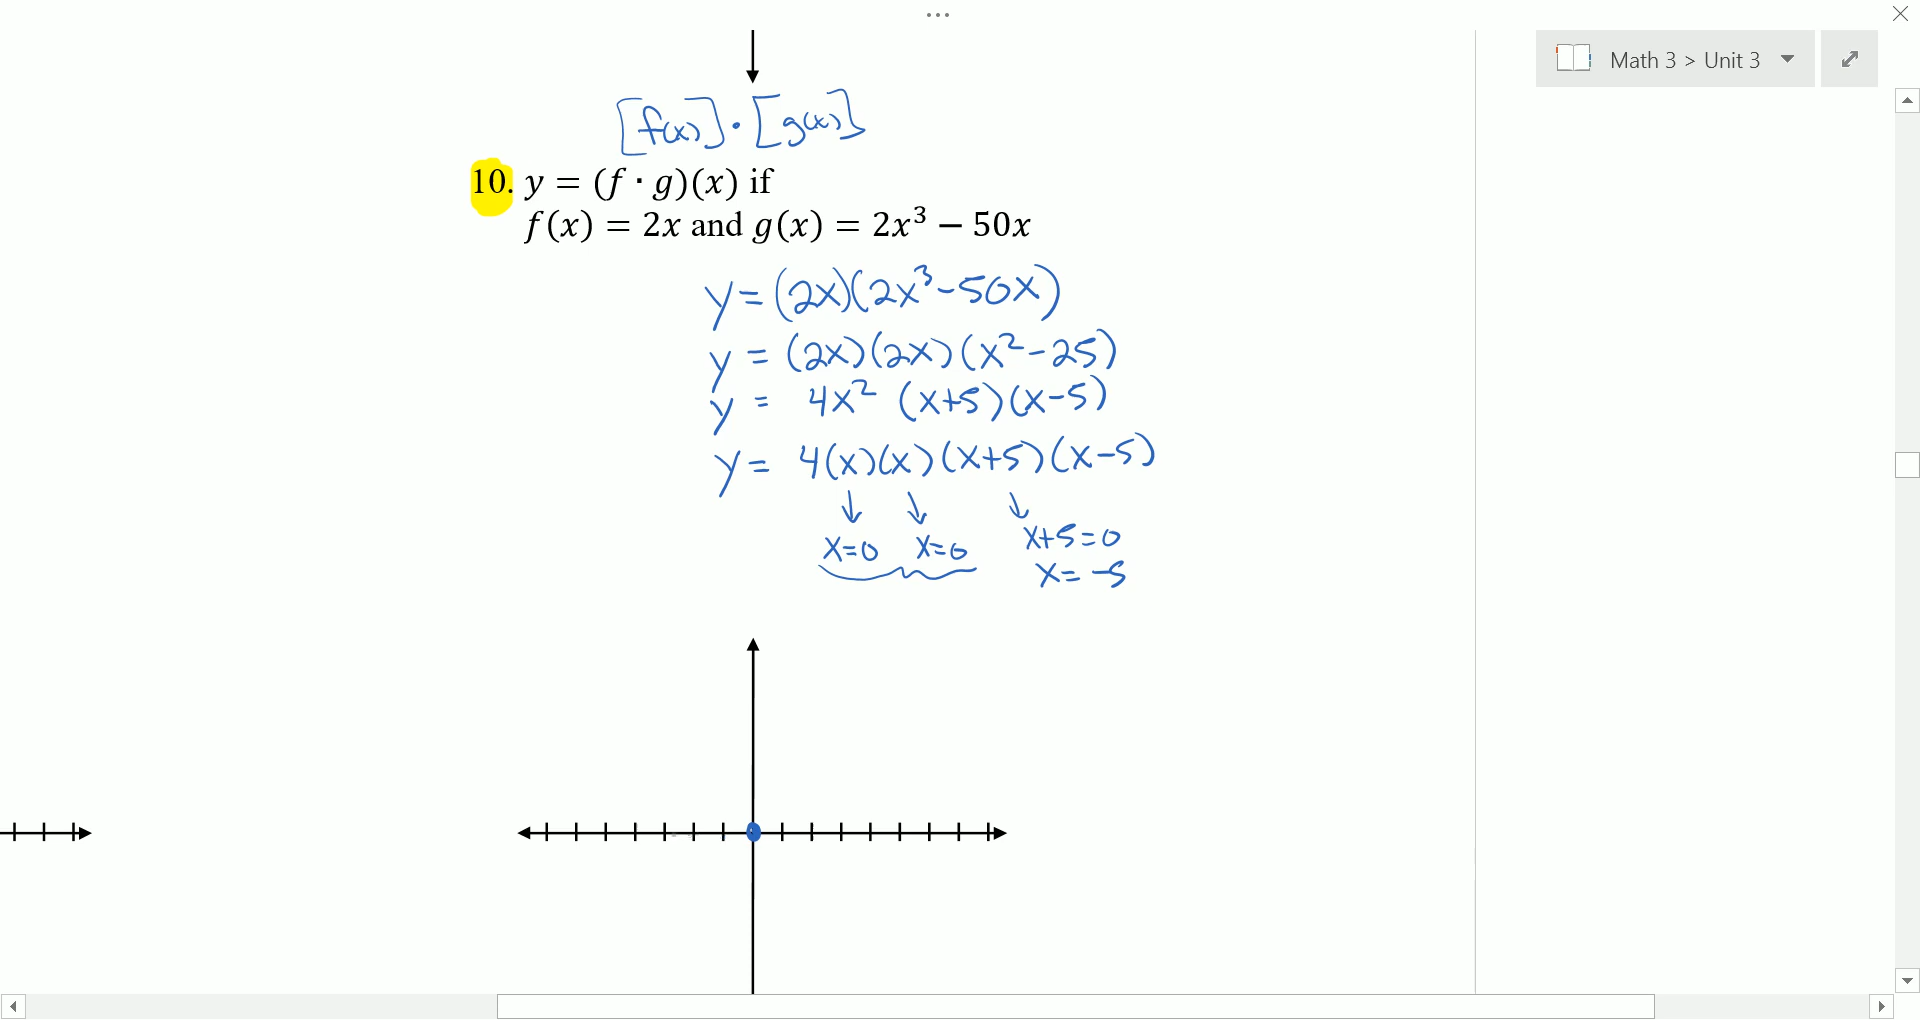 Math 3 > Unit 3
[f(x)]·[g(x)]
10. y = (f · g)(x) if
f(x) = 2x and g(x) = 2x³ − 50x
y = (2x)(2x³-50x)
y = (2x)(2x)(x²-25)
y = 4x² (x+5)(x-5)
y = 4(x)(x)(x+5)(x-5)
x=0 x=0 x+5=0
x= -5